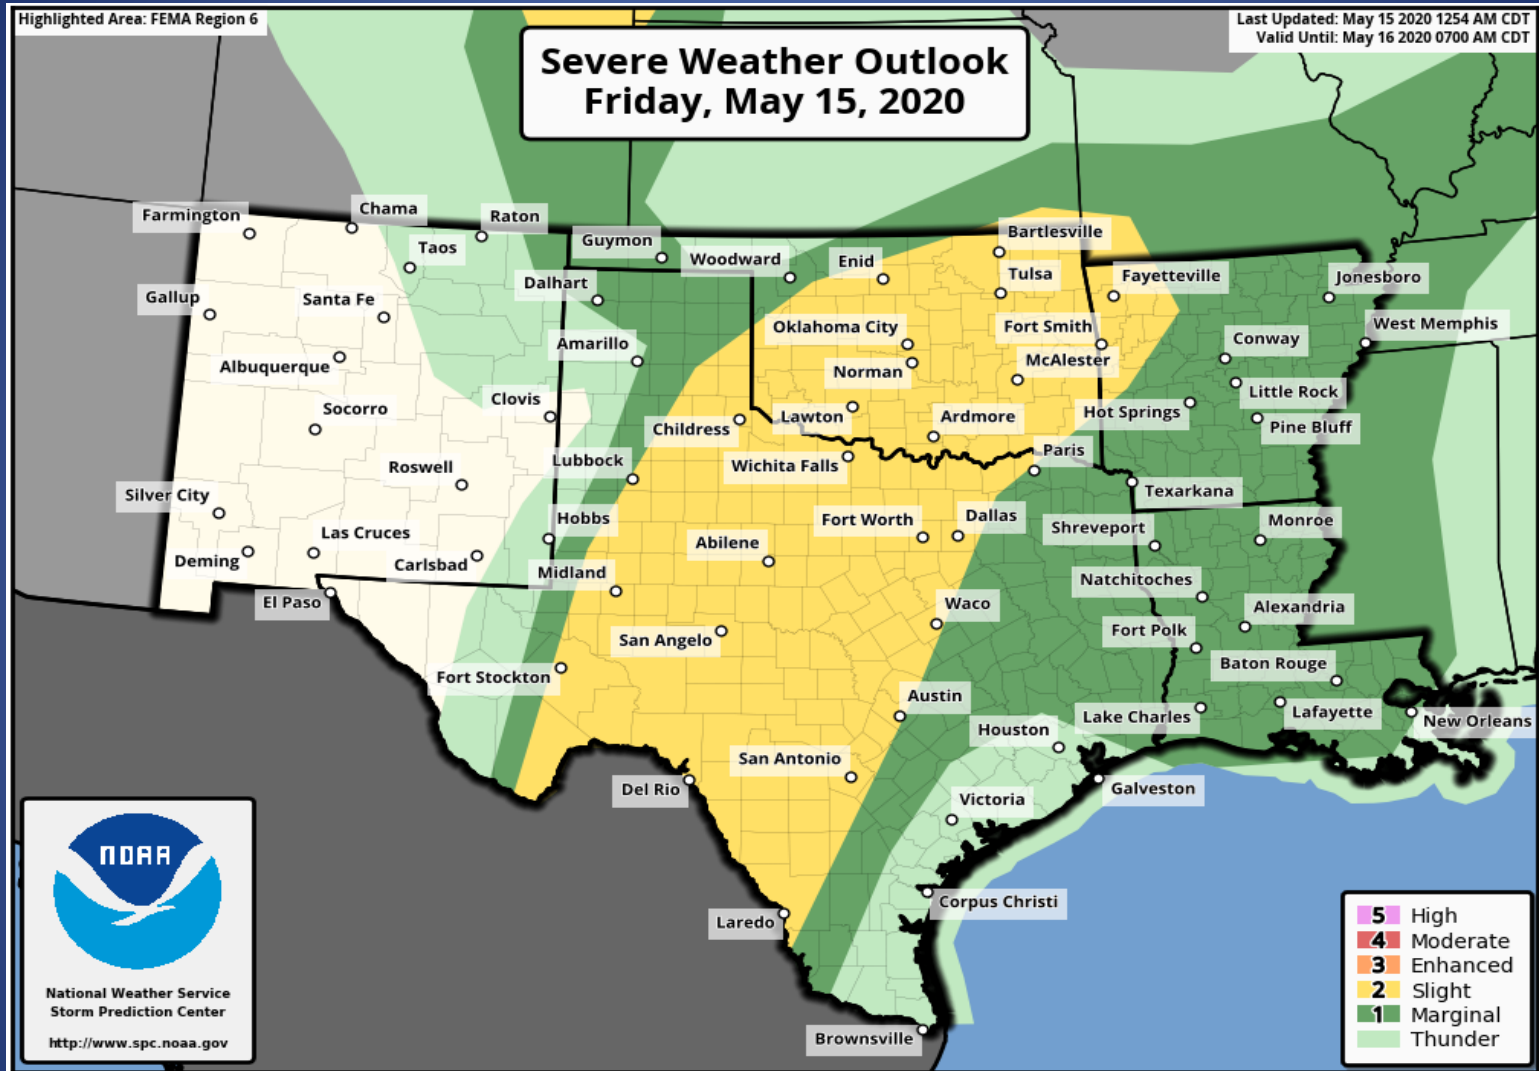 Highlighted Area: FEMA Region 6
Last Updated: May 15 2020 1254 AM CDT
Valid Until: May 16 2020 0700 AM CDT
Severe Weather Outlook
Friday, May 15, 2020
Farmington
Chama
Raton
Taos
Guymon
Woodward
Enid
Bartlesville
Dalhart
Tulsa
Fayetteville
Jonesboro
Gallup
Santa Fe
Oklahoma City
Fort Smith
West Memphis
Amarillo
Conway
Albuquerque
Norman
McAlester
Little Rock
Socorro
Clovis
Childress
Lawton
Ardmore
Hot Springs
Pine Bluff
Roswell
Lubbock
Wichita Falls
Paris
Silver City
Texarkana
Las Cruces
Hobbs
Fort Worth
Dallas
Shreveport
Monroe
Deming
Carlsbad
Midland
Abilene
Natchitoches
El Paso
Waco
Alexandria
San Angelo
Fort Polk
Fort Stockton
Baton Rouge
Austin
Lake Charles
Lafayette
New Orleans
Houston
San Antonio
Del Rio
Victoria
Galveston
Corpus Christi
Laredo
Brownsville
NOAA
National Weather Service
Storm Prediction Center
http://www.spc.noaa.gov
5 High
4 Moderate
3 Enhanced
2 Slight
1 Marginal
Thunder